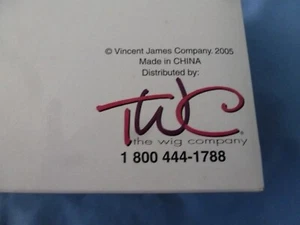 © Vincent James Company. 2005
Made in CHINA
Distributed by:
TWC®
the wig company
1 800 444-1788